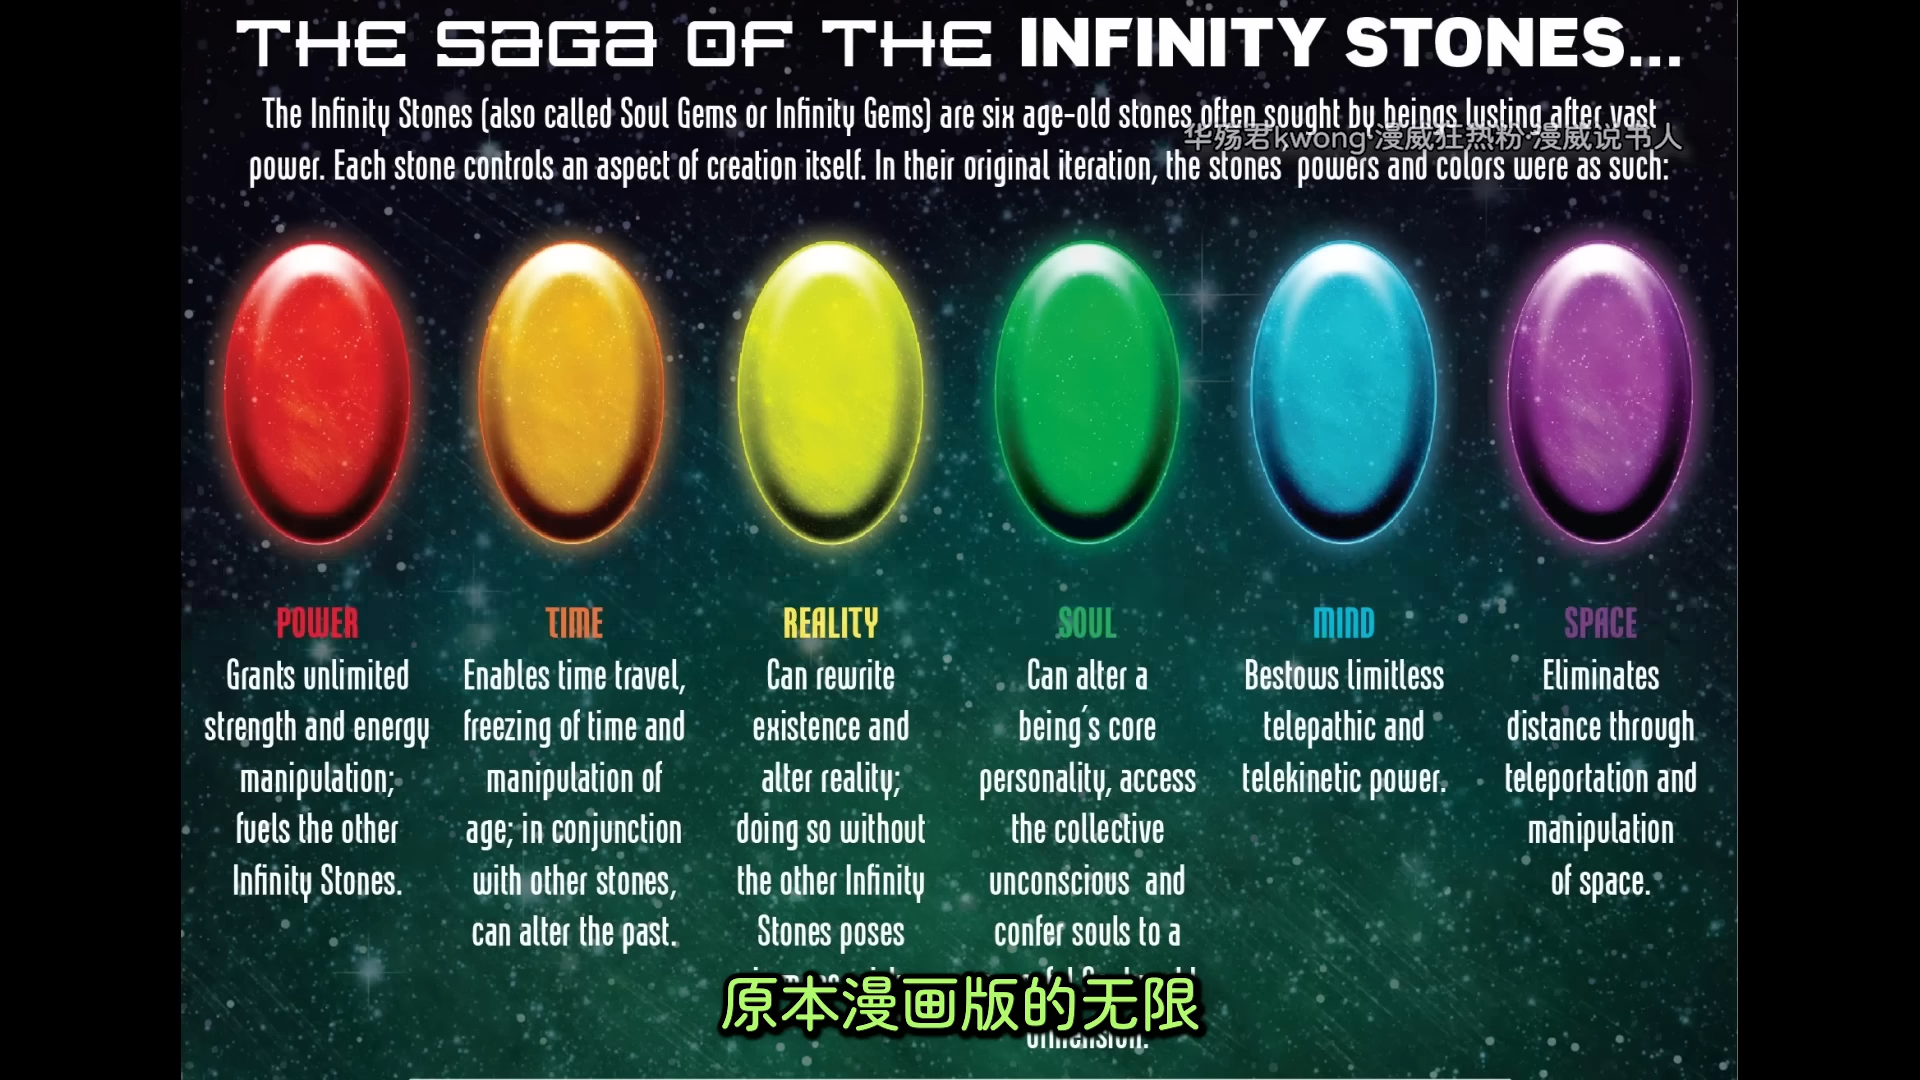 THE SAGA OF THE INFINITY STONES...
The Infinity Stones (also called Soul Gems or Infinity Gems) are six age-old stones often sought by beings lusting after vast
华殇君kwong·漫威狂热粉·漫威说书人
power. Each stone controls an aspect of creation itself. In their original iteration, the stones' powers and colors were as such:
POWER
Grants unlimited
strength and energy
manipulation;
fuels the other
Infinity Stones.
TIME
Enables time travel,
freezing of time and
manipulation of
age; in conjunction
with other stones,
can alter the past.
REALITY
Can rewrite
existence and
alter reality;
doing so without
the other Infinity
Stones poses
SOUL
Can alter a
being's core
personality, access
the collective
unconscious and
confer souls to a
dimension.
MIND
Bestows limitless
telepathic and
telekinetic power.
SPACE
Eliminates
distance through
teleportation and
manipulation
of space.
原本漫画版的无限